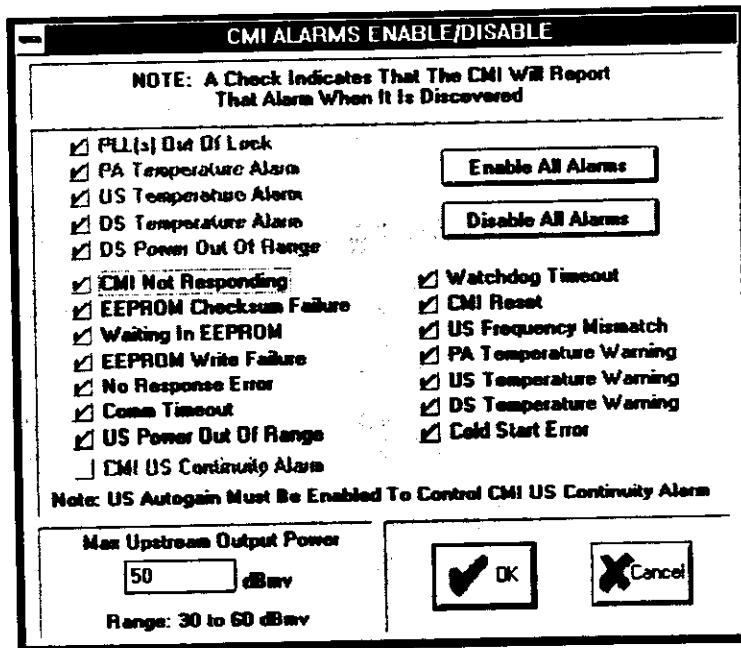 CMI ALARMS ENABLE/DISABLE
NOTE: A Check Indicates That The CMI Will Report
That Alarm When It Is Discovered
PLL(s) Out Of Lock
PA Temperature Alarm
US Temperature Alarm
DS Temperature Alarm
DS Power Out Of Range
Enable All Alarms
Disable All Alarms
CMI Not Responding
EEPROM Checksum Failure
Waiting In EEPROM
EEPROM Write Failure
No Response Error
Comm Timeout
US Power Out Of Range
CMI US Continuity Alarm
Watchdog Timeout
CMI Reset
US Frequency Mismatch
PA Temperature Warning
US Temperature Warning
DS Temperature Warning
Cold Start Error
Note: US Autogain Must Be Enabled To Control CMI US Continuity Alarm
Max Upstream Output Power
50 dBmv
Range: 30 to 60 dBmv
OK
Cancel